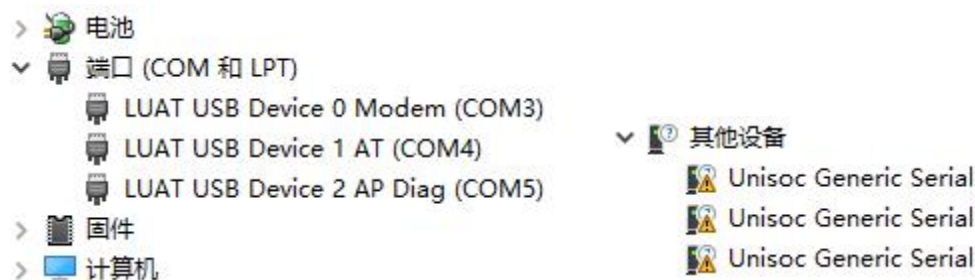 电池
端口 (COM 和 LPT)
LUAT USB Device 0 Modem (COM3)
LUAT USB Device 1 AT (COM4)
LUAT USB Device 2 AP Diag (COM5)
固件
计算机
其他设备
Unisoc Generic Serial
Unisoc Generic Serial
Unisoc Generic Serial